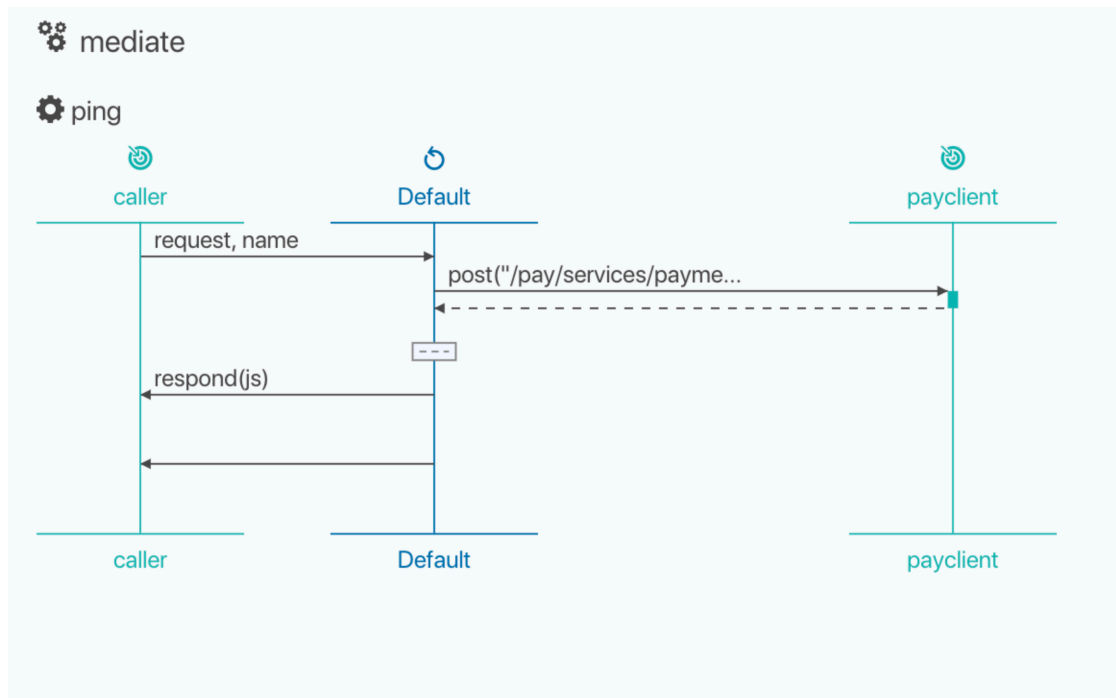 mediate
ping
caller
Default
payclient
request, name
post("/pay/services/payme...
respond(js)
caller
Default
payclient